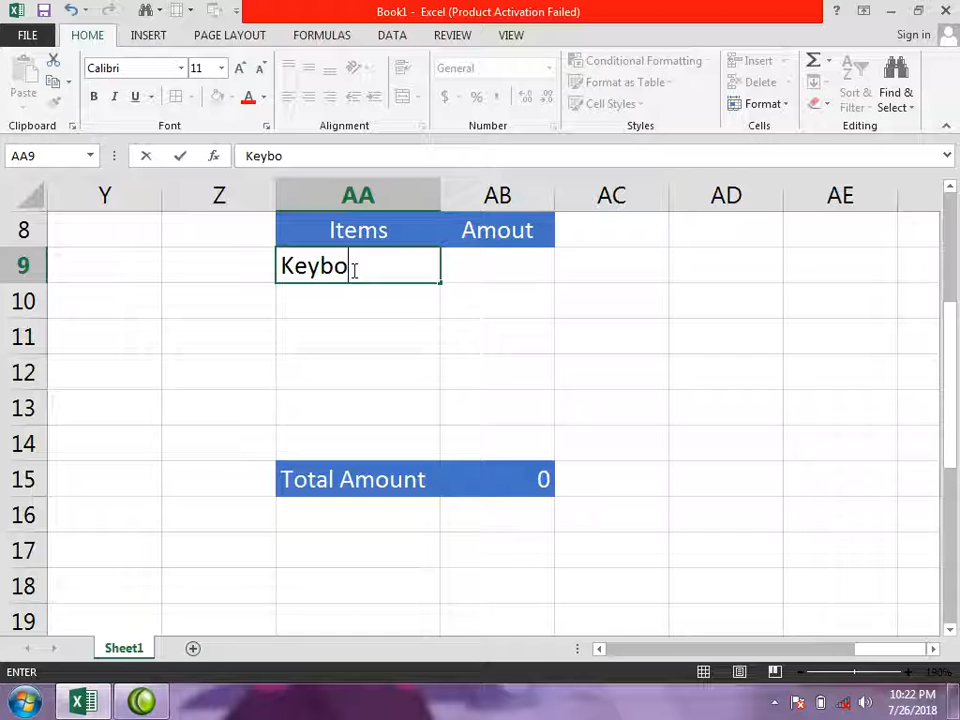 Book1 - Excel (Product Activation Failed)
FILE HOME INSERT PAGE LAYOUT FORMULAS DATA REVIEW VIEW Sign in
Paste
Calibri 11
B I U A
General
$ % ,
Conditional Formatting
Format as Table
Cell Styles
Insert
Delete
Format
Sort &
Filter
Find &
Select
Clipboard Font Alignment Number Styles Cells Editing
AA9 Keybo
Y Z AA AB AC AD AE
8 Items Amout
9 Keybo
10
11
12
13
14
15 Total Amount 0
16
17
18
19
Sheet1
ENTER 190%
10:22 PM
7/26/2018